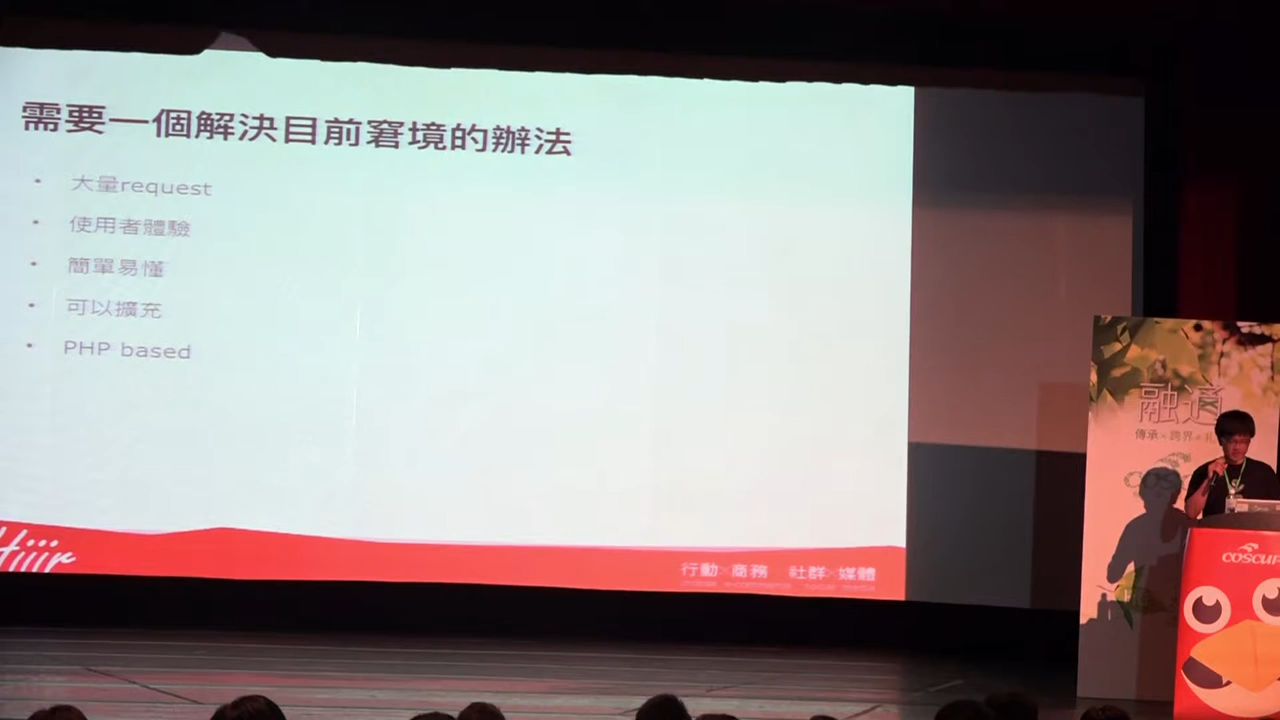 需要一個解決目前窘境的辦法
• 大量request
• 使用者體驗
• 簡單易懂
• 可以擴充
• PHP based
Hiiir
行動×商務 社群×媒體
融適
傳承×跨界×扎
COSCUP